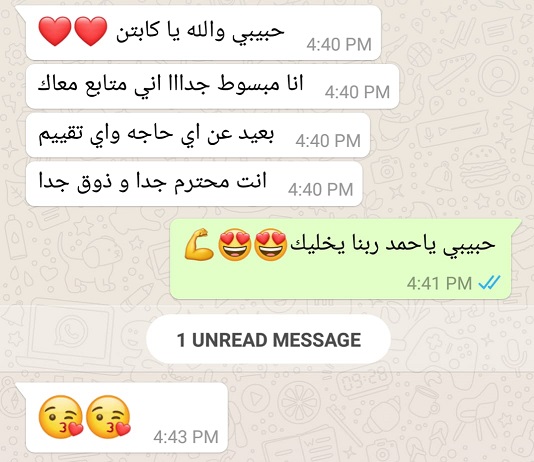 حبيبي والله يا كابتن ❤️❤️
4:40 PM
انا مبسوط جدااا اني متابع معاك
4:40 PM
بعيد عن اي حاجه واي تقييم
4:40 PM
انت محترم جدا و ذوق جدا
4:40 PM
حبيبي ياحمد ربنا يخليك😍😍💪
4:41 PM
1 UNREAD MESSAGE
😘😘
4:43 PM